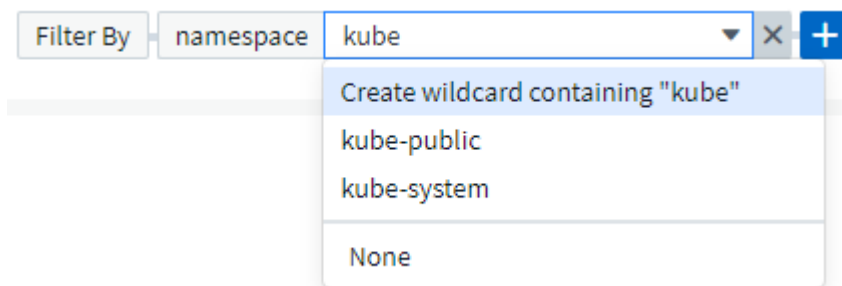 Filter By namespace kube
Create wildcard containing "kube"
kube-public
kube-system
None